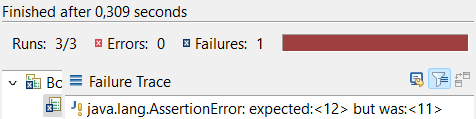 Finished after 0,309 seconds
Runs: 3/3 Errors: 0 Failures: 1
Bo
Failure Trace
java.lang.AssertionError: expected:<12> but was:<11>